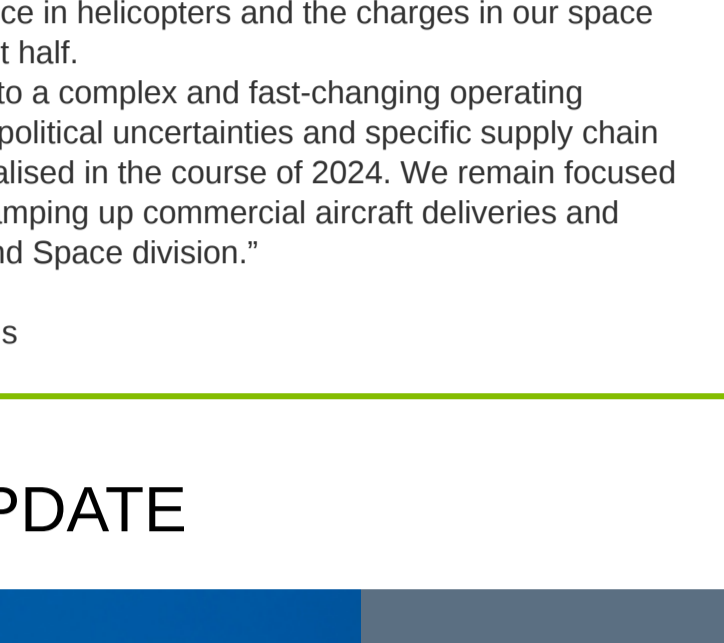 ce in helicopters and the charges in our space
t half.
to a complex and fast-changing operating
political uncertainties and specific supply chain
alised in the course of 2024. We remain focused
amping up commercial aircraft deliveries and
nd Space division.”
s
PDATE